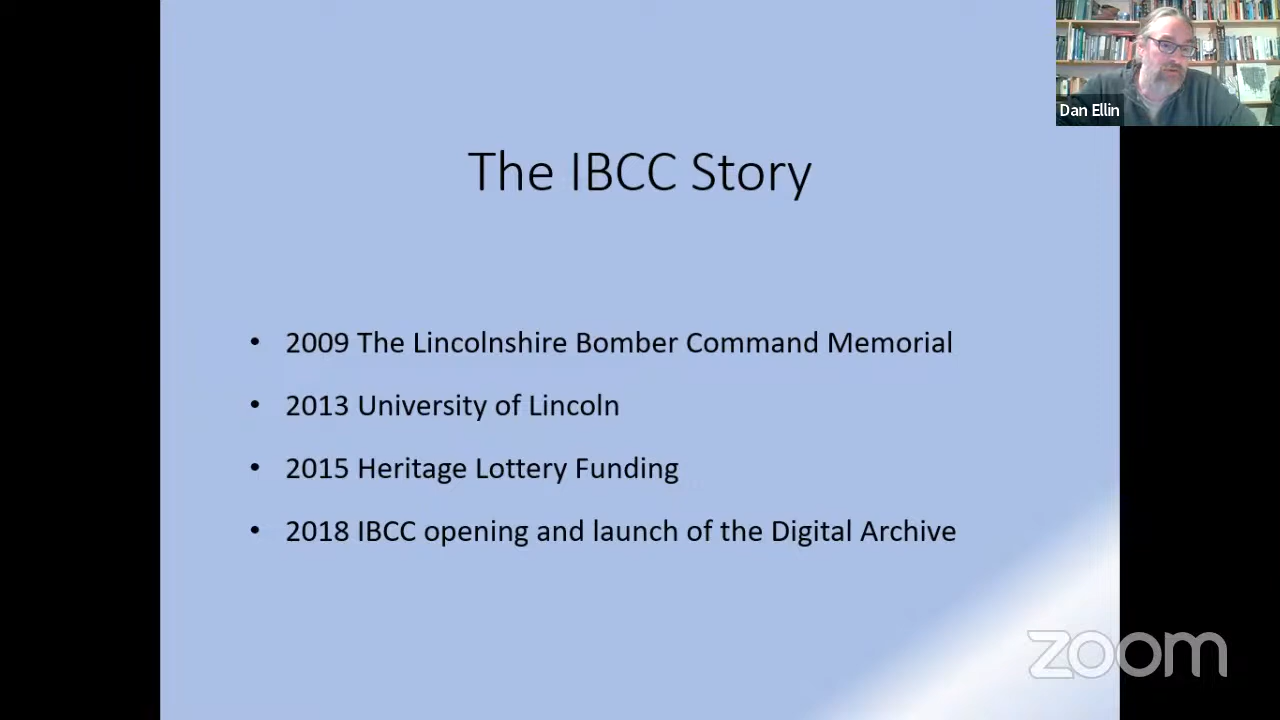 Dan Ellin
The IBCC Story
• 2009 The Lincolnshire Bomber Command Memorial
• 2013 University of Lincoln
• 2015 Heritage Lottery Funding
• 2018 IBCC opening and launch of the Digital Archive
zoom